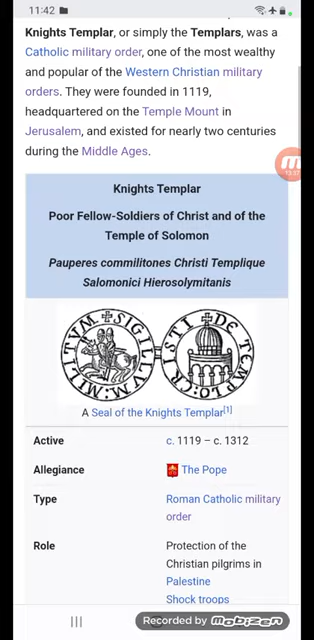 11:42
Knights Templar, or simply the Templars, was a
Catholic military order, one of the most wealthy
and popular of the Western Christian military
orders. They were founded in 1119,
headquartered on the Temple Mount in
Jerusalem, and existed for nearly two centuries
during the Middle Ages.
Knights Templar
Poor Fellow-Soldiers of Christ and of the
Temple of Solomon
Pauperes commilitones Christi Templique
Salomonici Hierosolymitanis
SIGILLVM MILITVM
DE TEMPLO CRISTI
A Seal of the Knights Templar[1]
Active c. 1119 – c. 1312
Allegiance The Pope
Type Roman Catholic military
order
Role Protection of the
Christian pilgrims in
Palestine
Shock troops
Recorded by Mobizen